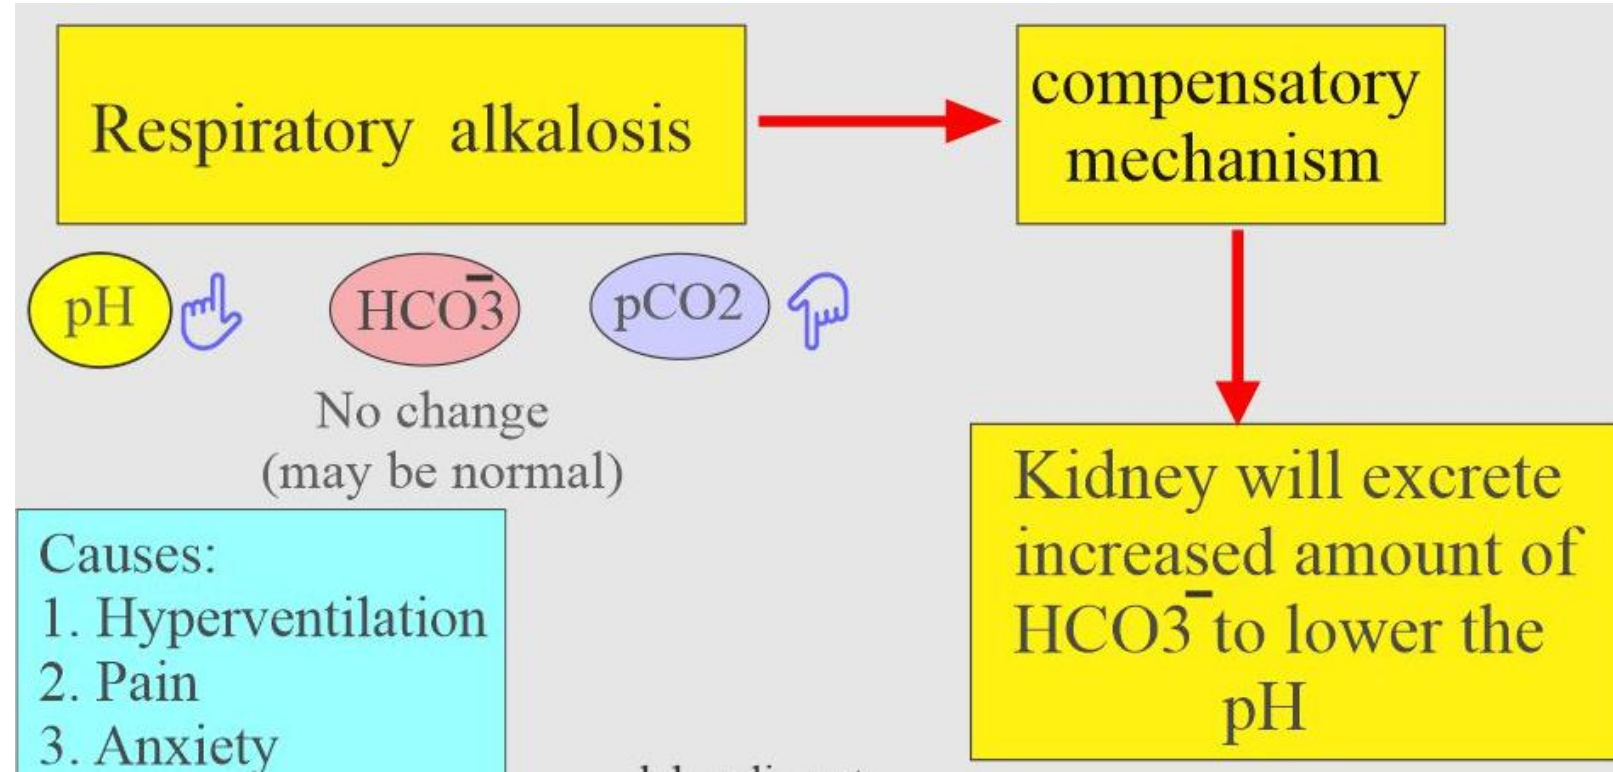 Respiratory alkalosis
compensatory
mechanism
pH
HCO3̅
pCO2
No change
(may be normal)
Kidney will excrete
increased amount of
HCO3̅ to lower the
pH
Causes:
1. Hyperventilation
2. Pain
3. Anxiety